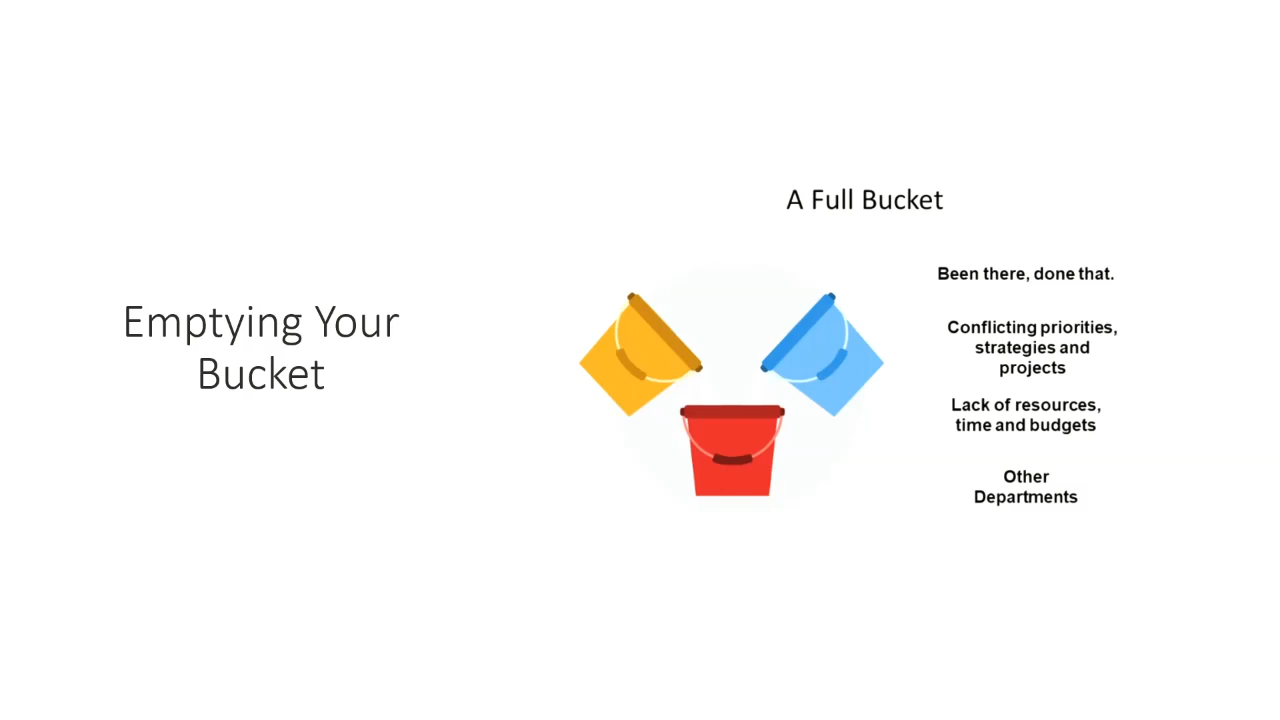 Emptying Your
Bucket
A Full Bucket
Been there, done that.
Conflicting priorities,
strategies and
projects
Lack of resources,
time and budgets
Other
Departments